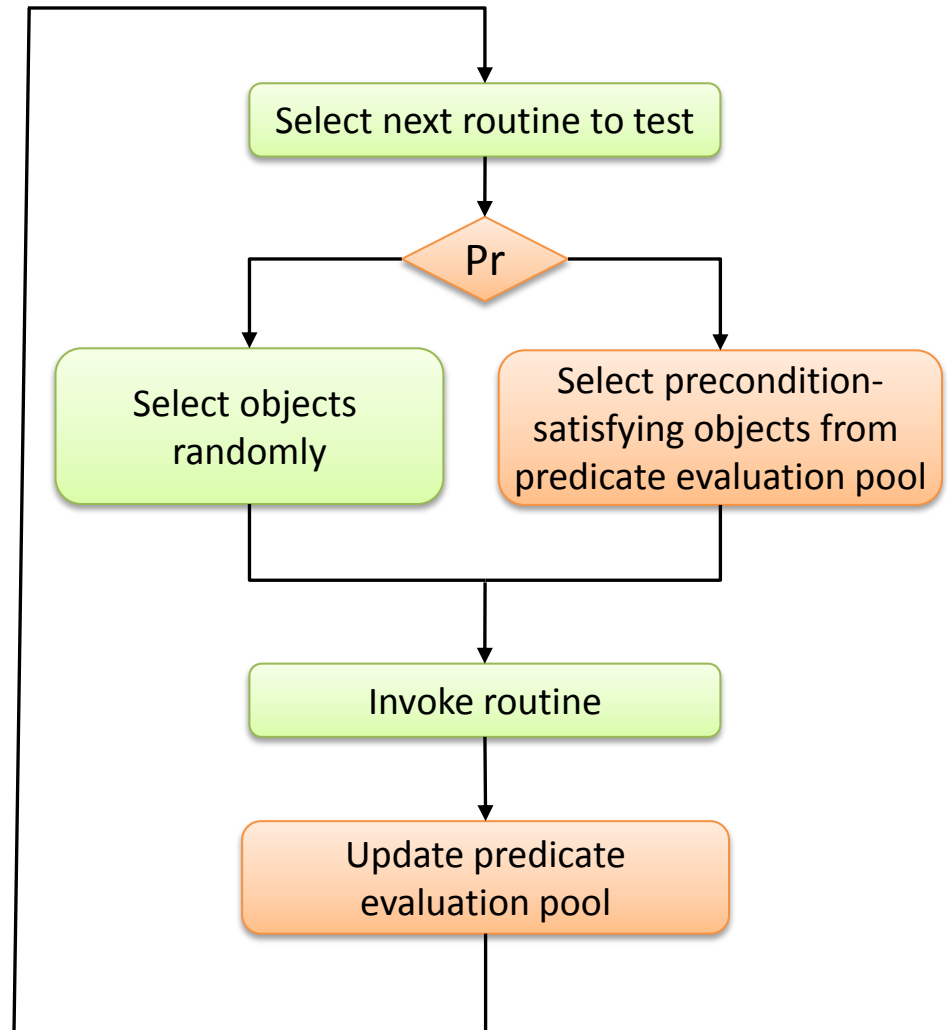 Select next routine to test
Pr
Select objects
randomly
Select precondition-
satisfying objects from
predicate evaluation pool
Invoke routine
Update predicate
evaluation pool